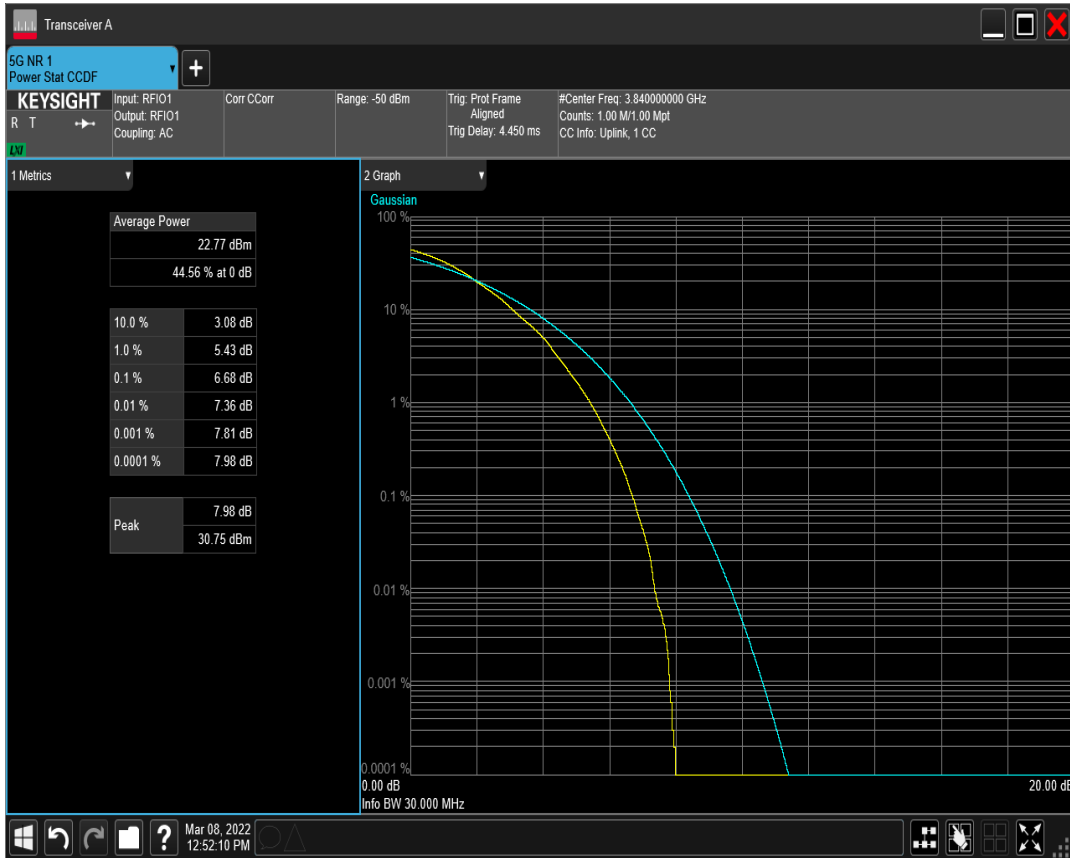 Transceiver A
5G NR 1
Power Stat CCDF
+
KEYSIGHT
R T
LXI
Input: RFIO1
Output: RFIO1
Coupling: AC
Corr CCorr
Range: -50 dBm
Trig: Prot Frame
Aligned
Trig Delay: 4.450 ms
#Center Freq: 3.840000000 GHz
Counts: 1.00 M/1.00 Mpt
CC Info: Uplink, 1 CC
1 Metrics
Average Power
22.77 dBm
44.56 % at 0 dB
10.0 % 3.08 dB
1.0 % 5.43 dB
0.1 % 6.68 dB
0.01 % 7.36 dB
0.001 % 7.81 dB
0.0001 % 7.98 dB
Peak
7.98 dB
30.75 dBm
2 Graph
Gaussian
100 %
10 %
1 %
0.1 %
0.01 %
0.001 %
0.0001 %
0.00 dB
20.00 dB
Info BW 30.000 MHz
?
Mar 08, 2022
12:52:10 PM